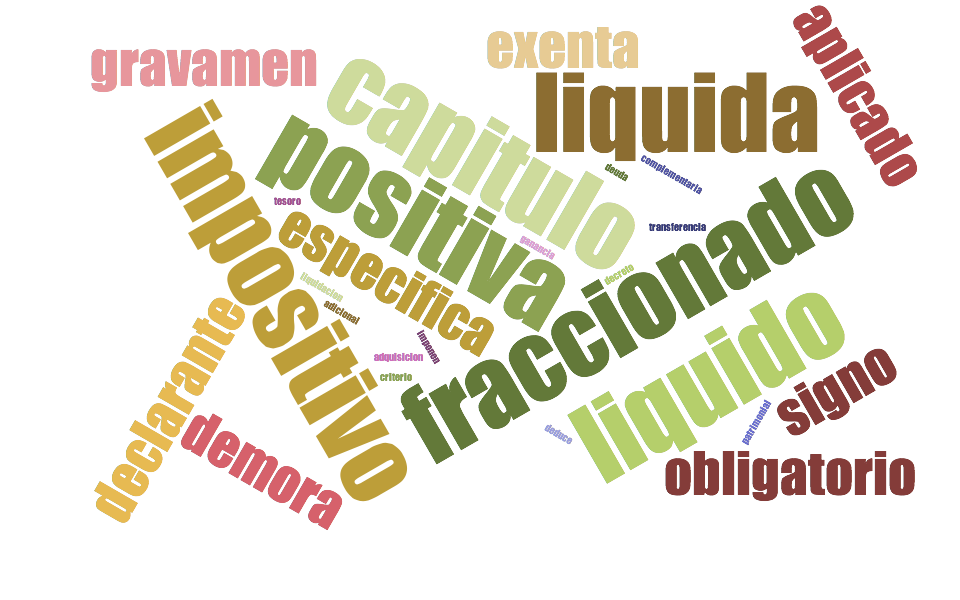 gravamen
exenta
aplicado
capitulo
liquida
impositivo
positiva
deuda
complementaria
tesoro
especifica
ganancia
transferencia
liquidacion
adicional
decreto
fraccionado
imponen
adquisicion
criterio
declarante
liquido
signo
demora
deduce
patrimonial
obligatorio